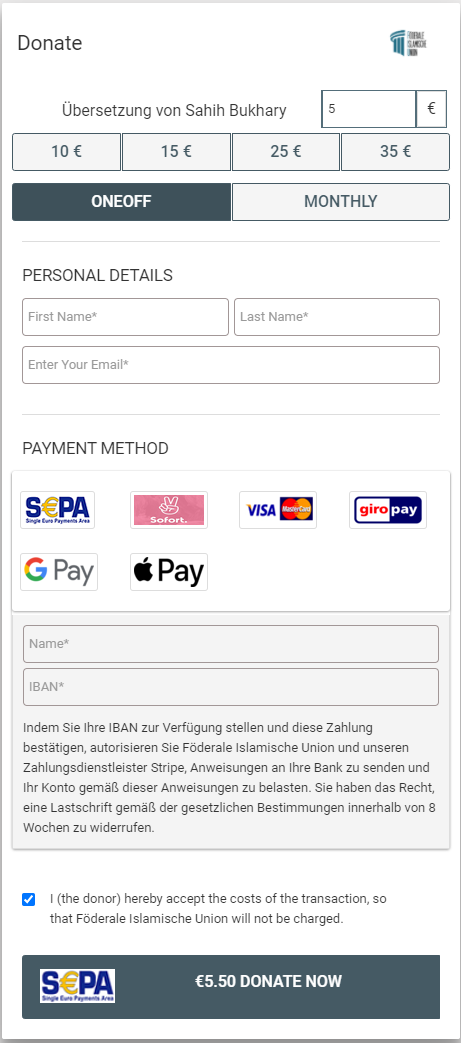 Donate
FÖDERALE
ISLAMISCHE
UNION
Übersetzung von Sahih Bukhary
5 €
10 € 15 € 25 € 35 €
ONEOFF MONTHLY
PERSONAL DETAILS
First Name* Last Name*
Enter Your Email*
PAYMENT METHOD
S€PA Sofort. VISA MasterCard giropay
Single Euro Payments Area
G Pay Pay
Name*
IBAN*
Indem Sie Ihre IBAN zur Verfügung stellen und diese Zahlung
bestätigen, autorisieren Sie Föderale Islamische Union und unseren
Zahlungsdienstleister Stripe, Anweisungen an Ihre Bank zu senden und
Ihr Konto gemäß dieser Anweisungen zu belasten. Sie haben das Recht,
eine Lastschrift gemäß der gesetzlichen Bestimmungen innerhalb von 8
Wochen zu widerrufen.
I (the donor) hereby accept the costs of the transaction, so
that Föderale Islamische Union will not be charged.
S€PA €5.50 DONATE NOW
Single Euro Payments Area